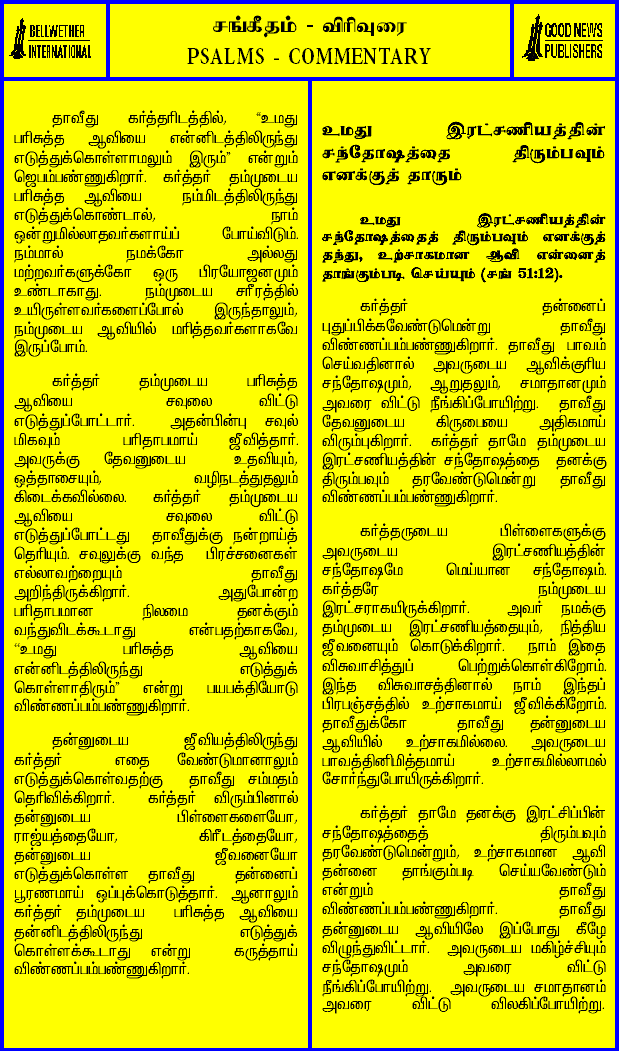 BELLWETHER
INTERNATIONAL
சங்கீதம் - விரிவுரை
PSALMS - COMMENTARY
GOOD NEWS
PUBLISHERS
தாவீது கர்த்தரிடத்தில், “உமது
பரிசுத்த ஆவியை என்னிடத்திலிருந்து
எடுத்துக்கொள்ளாமலும் இரும்” என்றும்
ஜெபம்பண்ணுகிறார். கர்த்தர் தம்முடைய
பரிசுத்த ஆவியை நம்மிடத்திலிருந்து
எடுத்துக்கொண்டால், நாம்
ஒன்றுமில்லாதவர்களாய்ப் போய்விடும்.
நம்மால் நமக்கோ அல்லது
மற்றவர்களுக்கோ ஒரு பிரயோஜனமும்
உண்டாகாது. நம்முடைய சரீரத்தில்
உயிருள்ளவர்களைப்போல் இருந்தாலும்,
நம்முடைய ஆவியில் மரித்தவர்களாகவே
இருப்போம்.
கர்த்தர் தம்முடைய பரிசுத்த
ஆவியை சவுலை விட்டு
எடுத்துப்போட்டார். அதன்பின்பு சவுல்
மிகவும் பரிதாபமாய் ஜீவித்தார்.
அவருக்கு தேவனுடைய உதவியும்,
ஒத்தாசையும், வழிநடத்துதலும்
கிடைக்கவில்லை. கர்த்தர் தம்முடைய
ஆவியை சவுலை விட்டு
எடுத்துப்போட்டது தாவீதுக்கு நன்றாய்த்
தெரியும். சவுலுக்கு வந்த பிரச்சனைகள்
எல்லாவற்றையும் தாவீது
அறிந்திருக்கிறார். அதுபோன்ற
பரிதாபமான நிலமை தனக்கும்
வந்துவிடக்கூடாது என்பதற்காகவே,
“உமது பரிசுத்த ஆவியை
என்னிடத்திலிருந்து எடுத்துக்
கொள்ளாதிரும்” என்று பயபக்தியோடு
விண்ணப்பம்பண்ணுகிறார்.
தன்னுடைய ஜீவியத்திலிருந்து
கர்த்தர் எதை வேண்டுமானாலும்
எடுத்துக்கொள்வதற்கு தாவீது சம்மதம்
தெரிவிக்கிறார். கர்த்தர் விரும்பினால்
தன்னுடைய பிள்ளைகளையோ,
ராஜ்யத்தையோ, கிரீடத்தையோ,
தன்னுடைய ஜீவனையோ
எடுத்துக்கொள்ள தாவீது தன்னைப்
பூரணமாய் ஒப்புக்கொடுத்தார். ஆனாலும்
கர்த்தர் தம்முடைய பரிசுத்த ஆவியை
தன்னிடத்திலிருந்து எடுத்துக்
கொள்ளக்கூடாது என்று கருத்தாய்
விண்ணப்பம்பண்ணுகிறார்.
உமது இரட்சணியத்தின்
சந்தோஷத்தை திரும்பவும்
எனக்குத் தாரும்
உமது இரட்சணியத்தின்
சந்தோஷத்தைத் திரும்பவும் எனக்குத்
தந்து, உற்சாகமான ஆவி என்னைத்
தாங்கும்படி செய்யும் (சங் 51:12).
கர்த்தர் தன்னைப்
புதுப்பிக்கவேண்டுமென்று தாவீது
விண்ணப்பம்பண்ணுகிறார். தாவீது பாவம்
செய்வதினால் அவருடைய ஆவிக்குரிய
சந்தோஷமும், ஆறுதலும், சமாதானமும்
அவரை விட்டு நீங்கிப்போயிற்று. தாவீது
தேவனுடைய கிருபையை அதிகமாய்
விரும்புகிறார். கர்த்தர் தாமே தம்முடைய
இரட்சணியத்தின் சந்தோஷத்தை தனக்கு
திரும்பவும் தரவேண்டுமென்று தாவீது
விண்ணப்பம்பண்ணுகிறார்.
கர்த்தருடைய பிள்ளைகளுக்கு
அவருடைய இரட்சணியத்தின்
சந்தோஷமே மெய்யான சந்தோஷம்.
கர்த்தரே நம்முடைய
இரட்சராகயிருக்கிறார். அவர் நமக்கு
தம்முடைய இரட்சணியத்தையும், நித்திய
ஜீவனையும் கொடுக்கிறார். நாம் இதை
விசுவாசித்துப் பெற்றுக்கொள்கிறோம்.
இந்த விசுவாசத்தினால் நாம் இந்தப்
பிரபஞ்சத்தில் உற்சாகமாய் ஜீவிக்கிறோம்.
தாவீதுக்கோ தாவீது தன்னுடைய
ஆவியில் உற்சாகமில்லை. அவருடைய
பாவத்தினிமித்தமாய் உற்சாகமில்லாமல்
சோர்ந்துபோயிருக்கிறார்.
கர்த்தர் தாமே தனக்கு இரட்சிப்பின்
சந்தோஷத்தைத் திரும்பவும்
தரவேண்டுமென்றும், உற்சாகமான ஆவி
தன்னை தாங்கும்படி செய்யவேண்டும்
என்றும் தாவீது
விண்ணப்பம்பண்ணுகிறார். தாவீது
தன்னுடைய ஆவியிலே இப்போது கீழே
விழுந்துவிட்டார். அவருடைய மகிழ்ச்சியும்
சந்தோஷமும் அவரை விட்டு
நீங்கிப்போயிற்று. அவருடைய சமாதானம்
அவரை விட்டு விலகிப்போயிற்று.